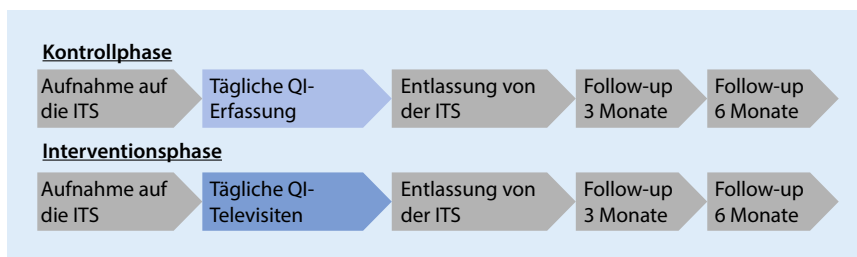 Kontrollphase
Aufnahme auf
die ITS
Tägliche QI-
Erfassung
Entlassung von
der ITS
Follow-up
3 Monate
Follow-up
6 Monate
Interventionsphase
Aufnahme auf
die ITS
Tägliche QI-
Televisiten
Entlassung von
der ITS
Follow-up
3 Monate
Follow-up
6 Monate